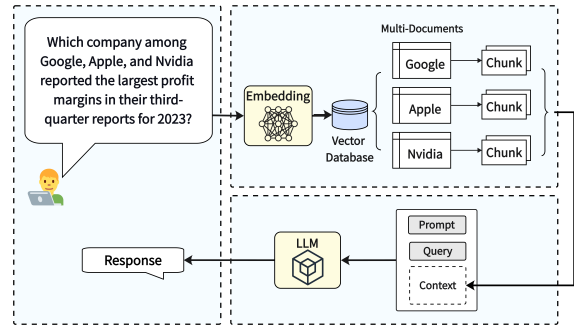 Which company among
Google, Apple, and Nvidia
reported the largest profit
margins in their third-
quarter reports for 2023?
Embedding
Vector
Database
Multi-Documents
Google
Chunk
Apple
Chunk
Nvidia
Chunk
Prompt
Query
Context
LLM
Response